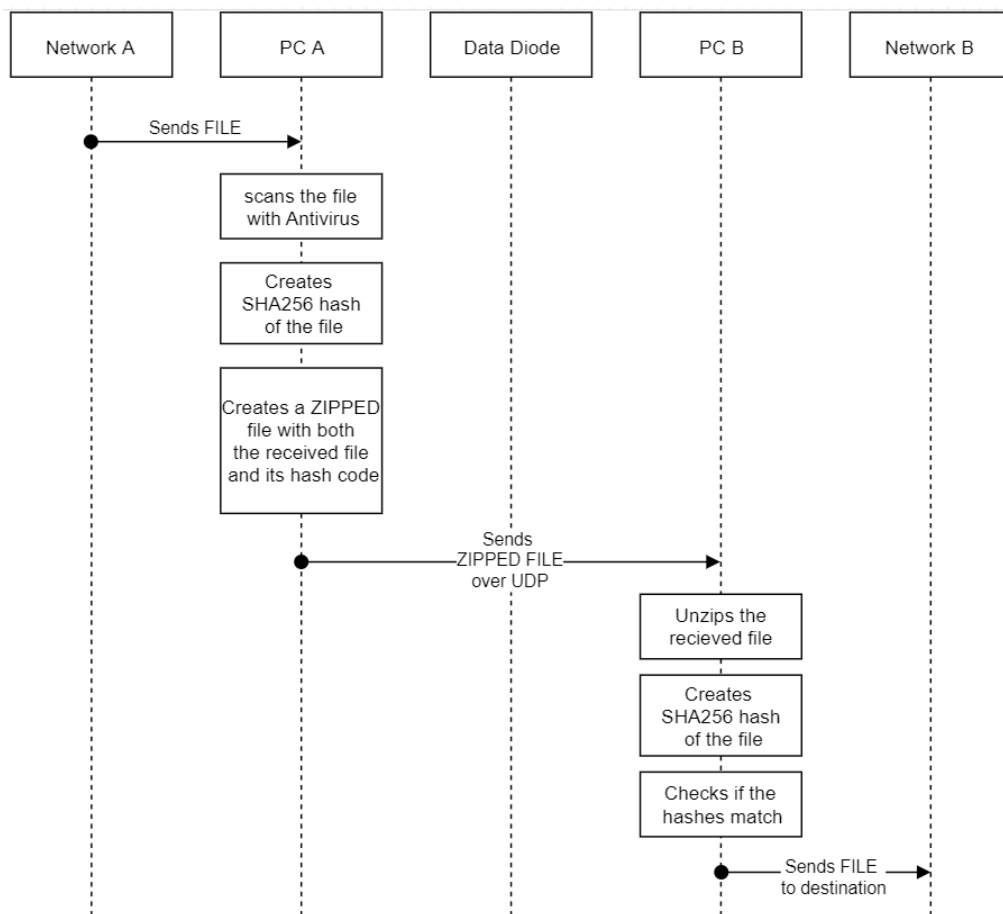 Network A
PC A
Data Diode
PC B
Network B
Sends FILE
scans the file
with Antivirus
Creates
SHA256 hash
of the file
Creates a ZIPPED
file with both
the received file
and its hash code
Sends
ZIPPED FILE
over UDP
Unzips the
recieved file
Creates
SHA256 hash
of the file
Checks if the
hashes match
Sends FILE
to destination